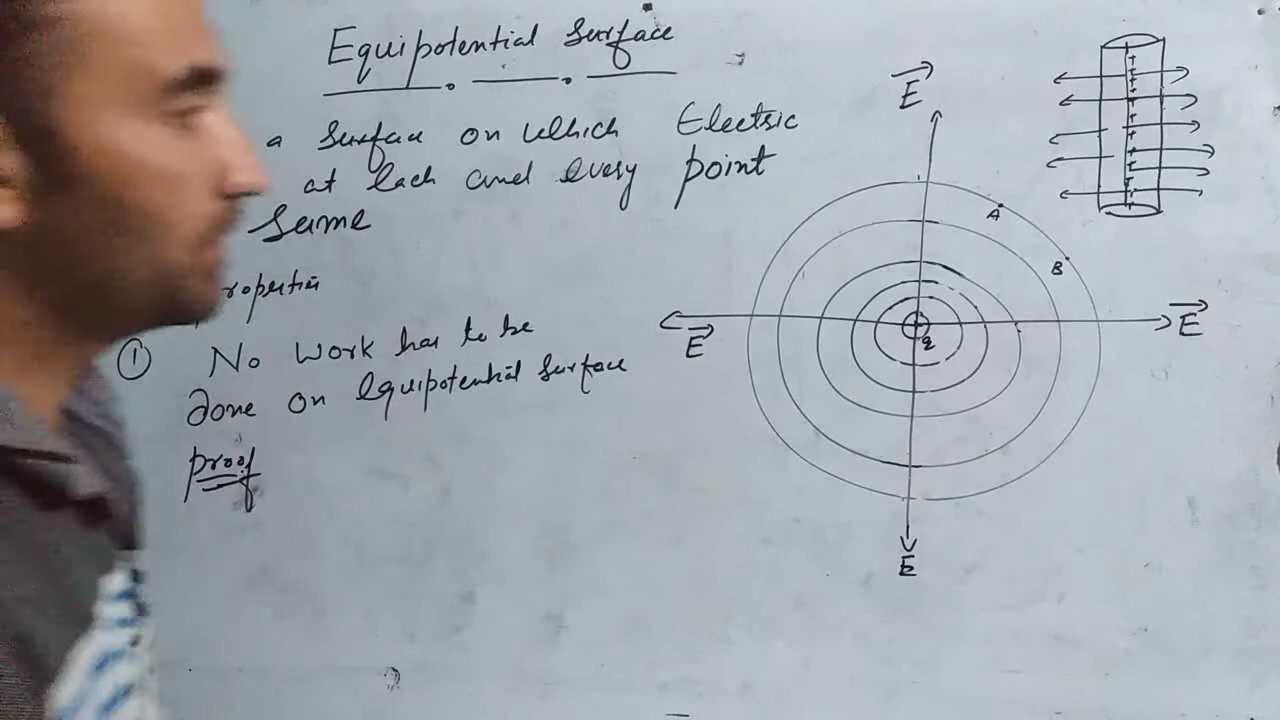 Equipotential Surface
a surface on which Electric
at each and every point
Same
roperties
① No Work has to be
done on equipotential surface
proof
E
A
B
E
E
q
E
+
+
+
+
+
+
+
+
+